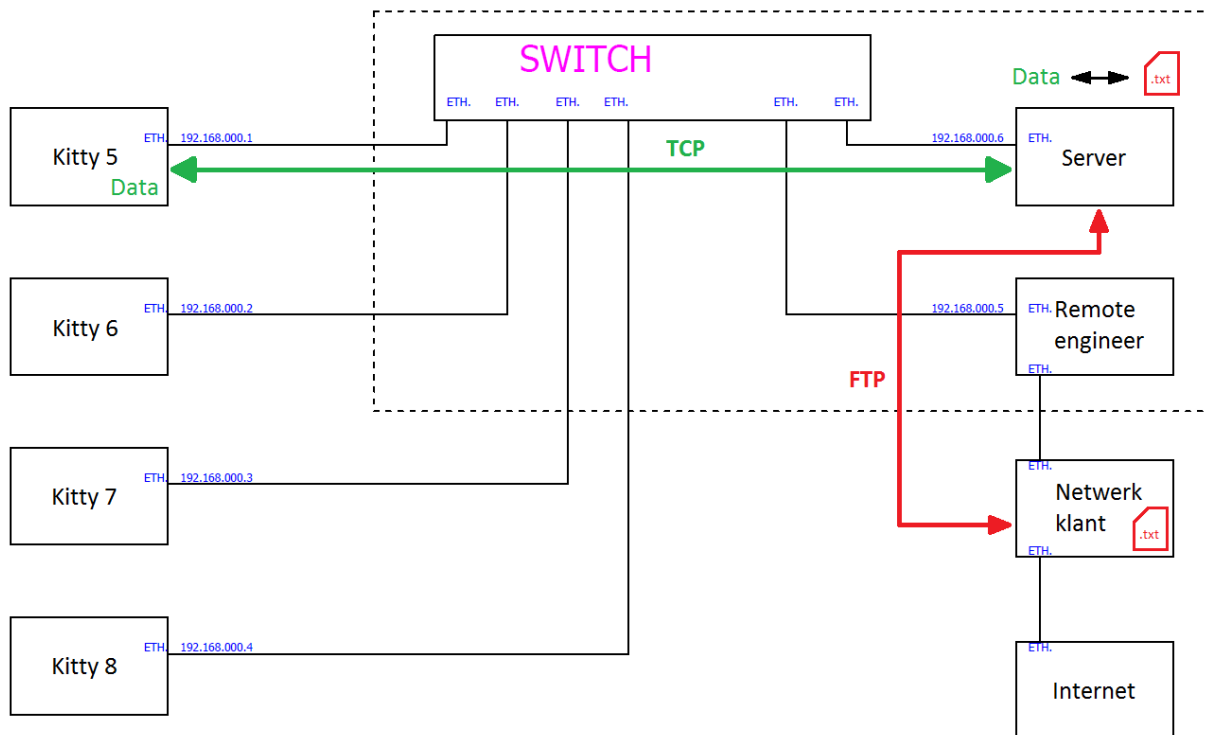 SWITCH
ETH. ETH. ETH. ETH. ETH. ETH.
Data .txt
Kitty 5
ETH. 192.168.000.1
Data
TCP
192.168.000.6 ETH.
Server
Kitty 6
ETH. 192.168.000.2
192.168.000.5 ETH.
Remote
engineer
ETH.
FTP
Kitty 7
ETH. 192.168.000.3
ETH.
Netwerk
klant
.txt
ETH.
Kitty 8
ETH. 192.168.000.4
ETH.
Internet